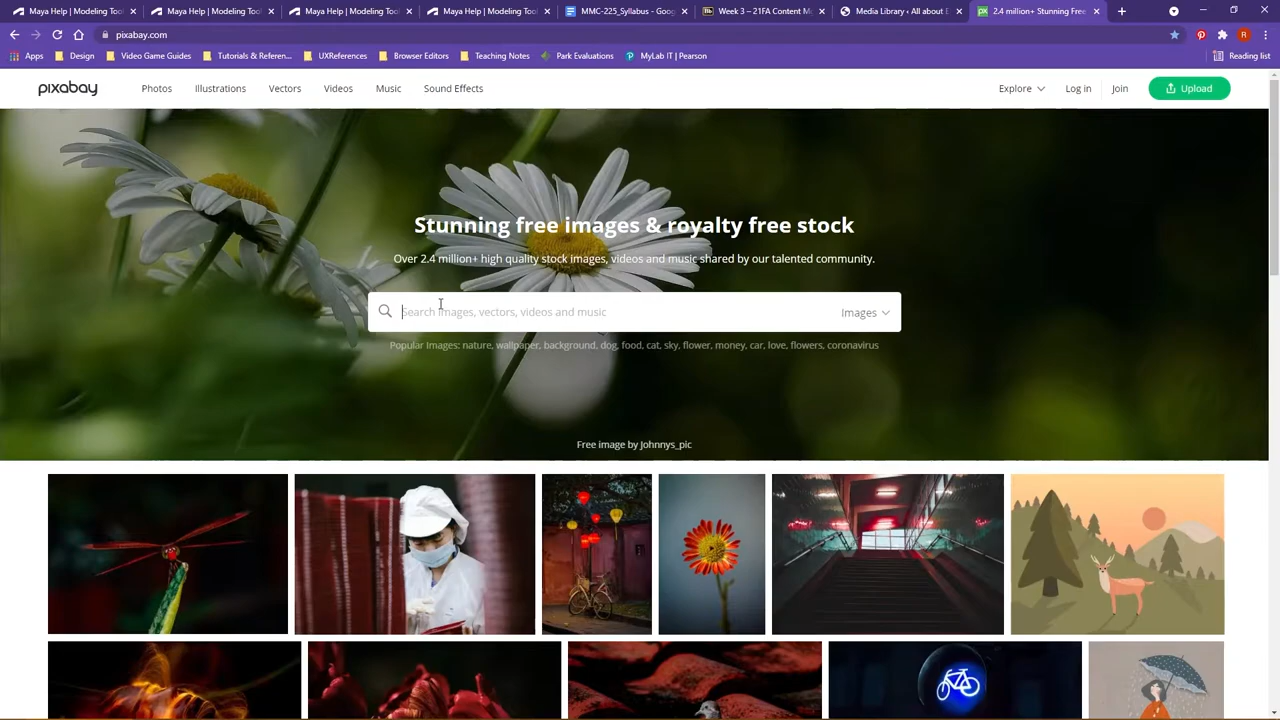 Maya Help | Modeling Tool
Maya Help | Modeling Tool
Maya Help | Modeling Tool
Maya Help | Modeling Tool
MMC-225_Syllabus - Goog
Week 3 – 21FA Content M
Media Library ‹ All about E
2.4 million+ Stunning Free
pixabay.com
Apps
Design
Video Game Guides
Tutorials & Referen...
UXReferences
Browser Editors
Teaching Notes
Park Evaluations
MyLab IT | Pearson
Reading list
pixabay
Photos
Illustrations
Vectors
Videos
Music
Sound Effects
Explore
Log in
Join
Upload
Stunning free images & royalty free stock
Over 2.4 million+ high quality stock images, videos and music shared by our talented community.
Search images, vectors, videos and music
Images
Popular Images: nature, wallpaper, background, dog, food, cat, sky, flower, money, car, love, flowers, coronavirus
Free image by Johnnys_pic